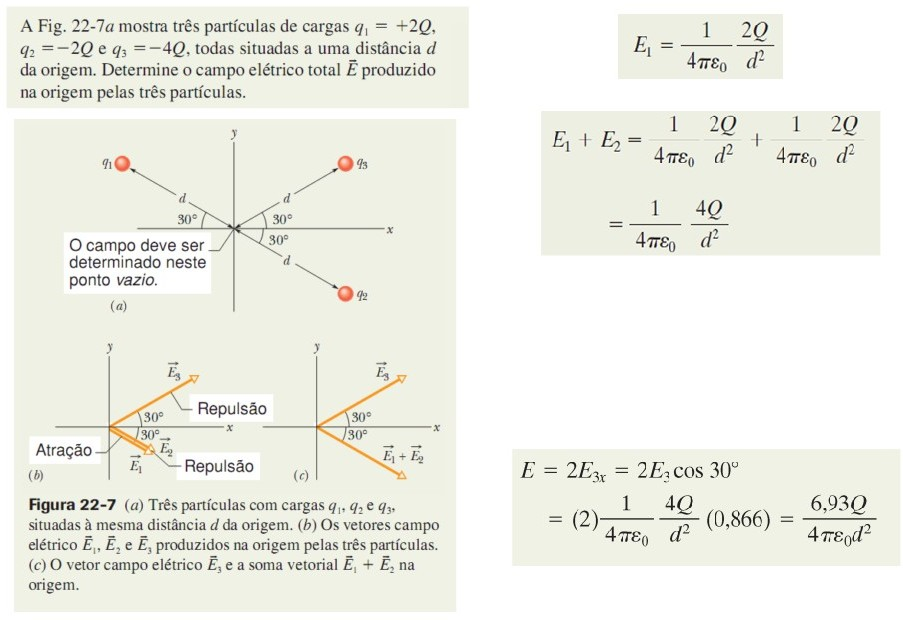 A Fig. 22-7a mostra três partículas de cargas q₁ = +2Q,
q₂ =−2Q e q₃ =−4Q, todas situadas a uma distância d
da origem. Determine o campo elétrico total E⃗ produzido
na origem pelas três partículas.
y
q₁
q₃
d
d
30°
30°
x
30°
O campo deve ser
determinado neste
ponto vazio.
d
q₂
(a)
y
y
E⃗₃
E⃗₃
Repulsão
30°
30°
x
x
30°
30°
Atração
E⃗₂
E⃗₁
E⃗₁ + E⃗₂
Repulsão
(b)
(c)
Figura 22-7 (a) Três partículas com cargas q₁, q₂ e q₃,
situadas à mesma distância d da origem. (b) Os vetores campo
elétrico E⃗₁, E⃗₂ e E⃗₃ produzidos na origem pelas três partículas.
(c) O vetor campo elétrico E⃗₃ e a soma vetorial E⃗₁ + E⃗₂ na
origem.
E₁ = 1/(4πε₀) 2Q/d²
E₁ + E₂ = 1/(4πε₀) 2Q/d² + 1/(4πε₀) 2Q/d²
= 1/(4πε₀) 4Q/d²
E = 2E₃ₓ = 2E₃ cos 30°
= (2) 1/(4πε₀) 4Q/d² (0,866) = 6,93Q/(4πε₀d²)